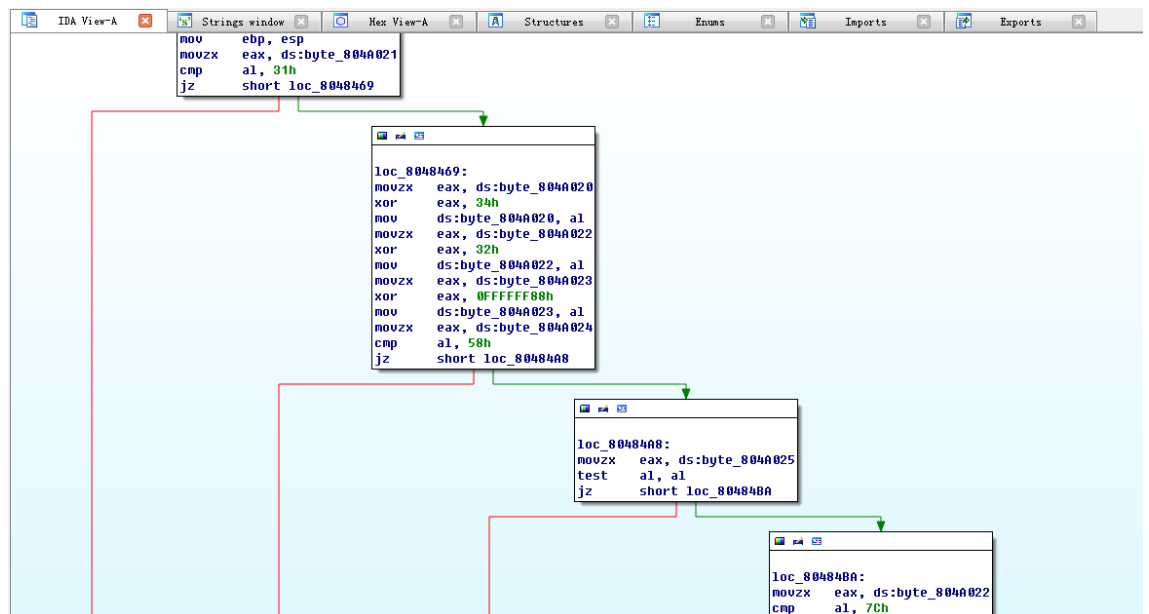 IDA View-A Strings window Hex View-A Structures Enums Imports Exports
mov ebp, esp
movzx eax, ds:byte_804A021
cmp al, 31h
jz short loc_8048469
loc_8048469:
movzx eax, ds:byte_804A020
xor eax, 34h
mov ds:byte_804A020, al
movzx eax, ds:byte_804A022
xor eax, 32h
mov ds:byte_804A022, al
movzx eax, ds:byte_804A023
xor eax, 0FFFFFF88h
mov ds:byte_804A023, al
movzx eax, ds:byte_804A024
cmp al, 58h
jz short loc_80484A8
loc_80484A8:
movzx eax, ds:byte_804A025
test al, al
jz short loc_80484BA
loc_80484BA:
movzx eax, ds:byte_804A022
cmp al, 7Ch